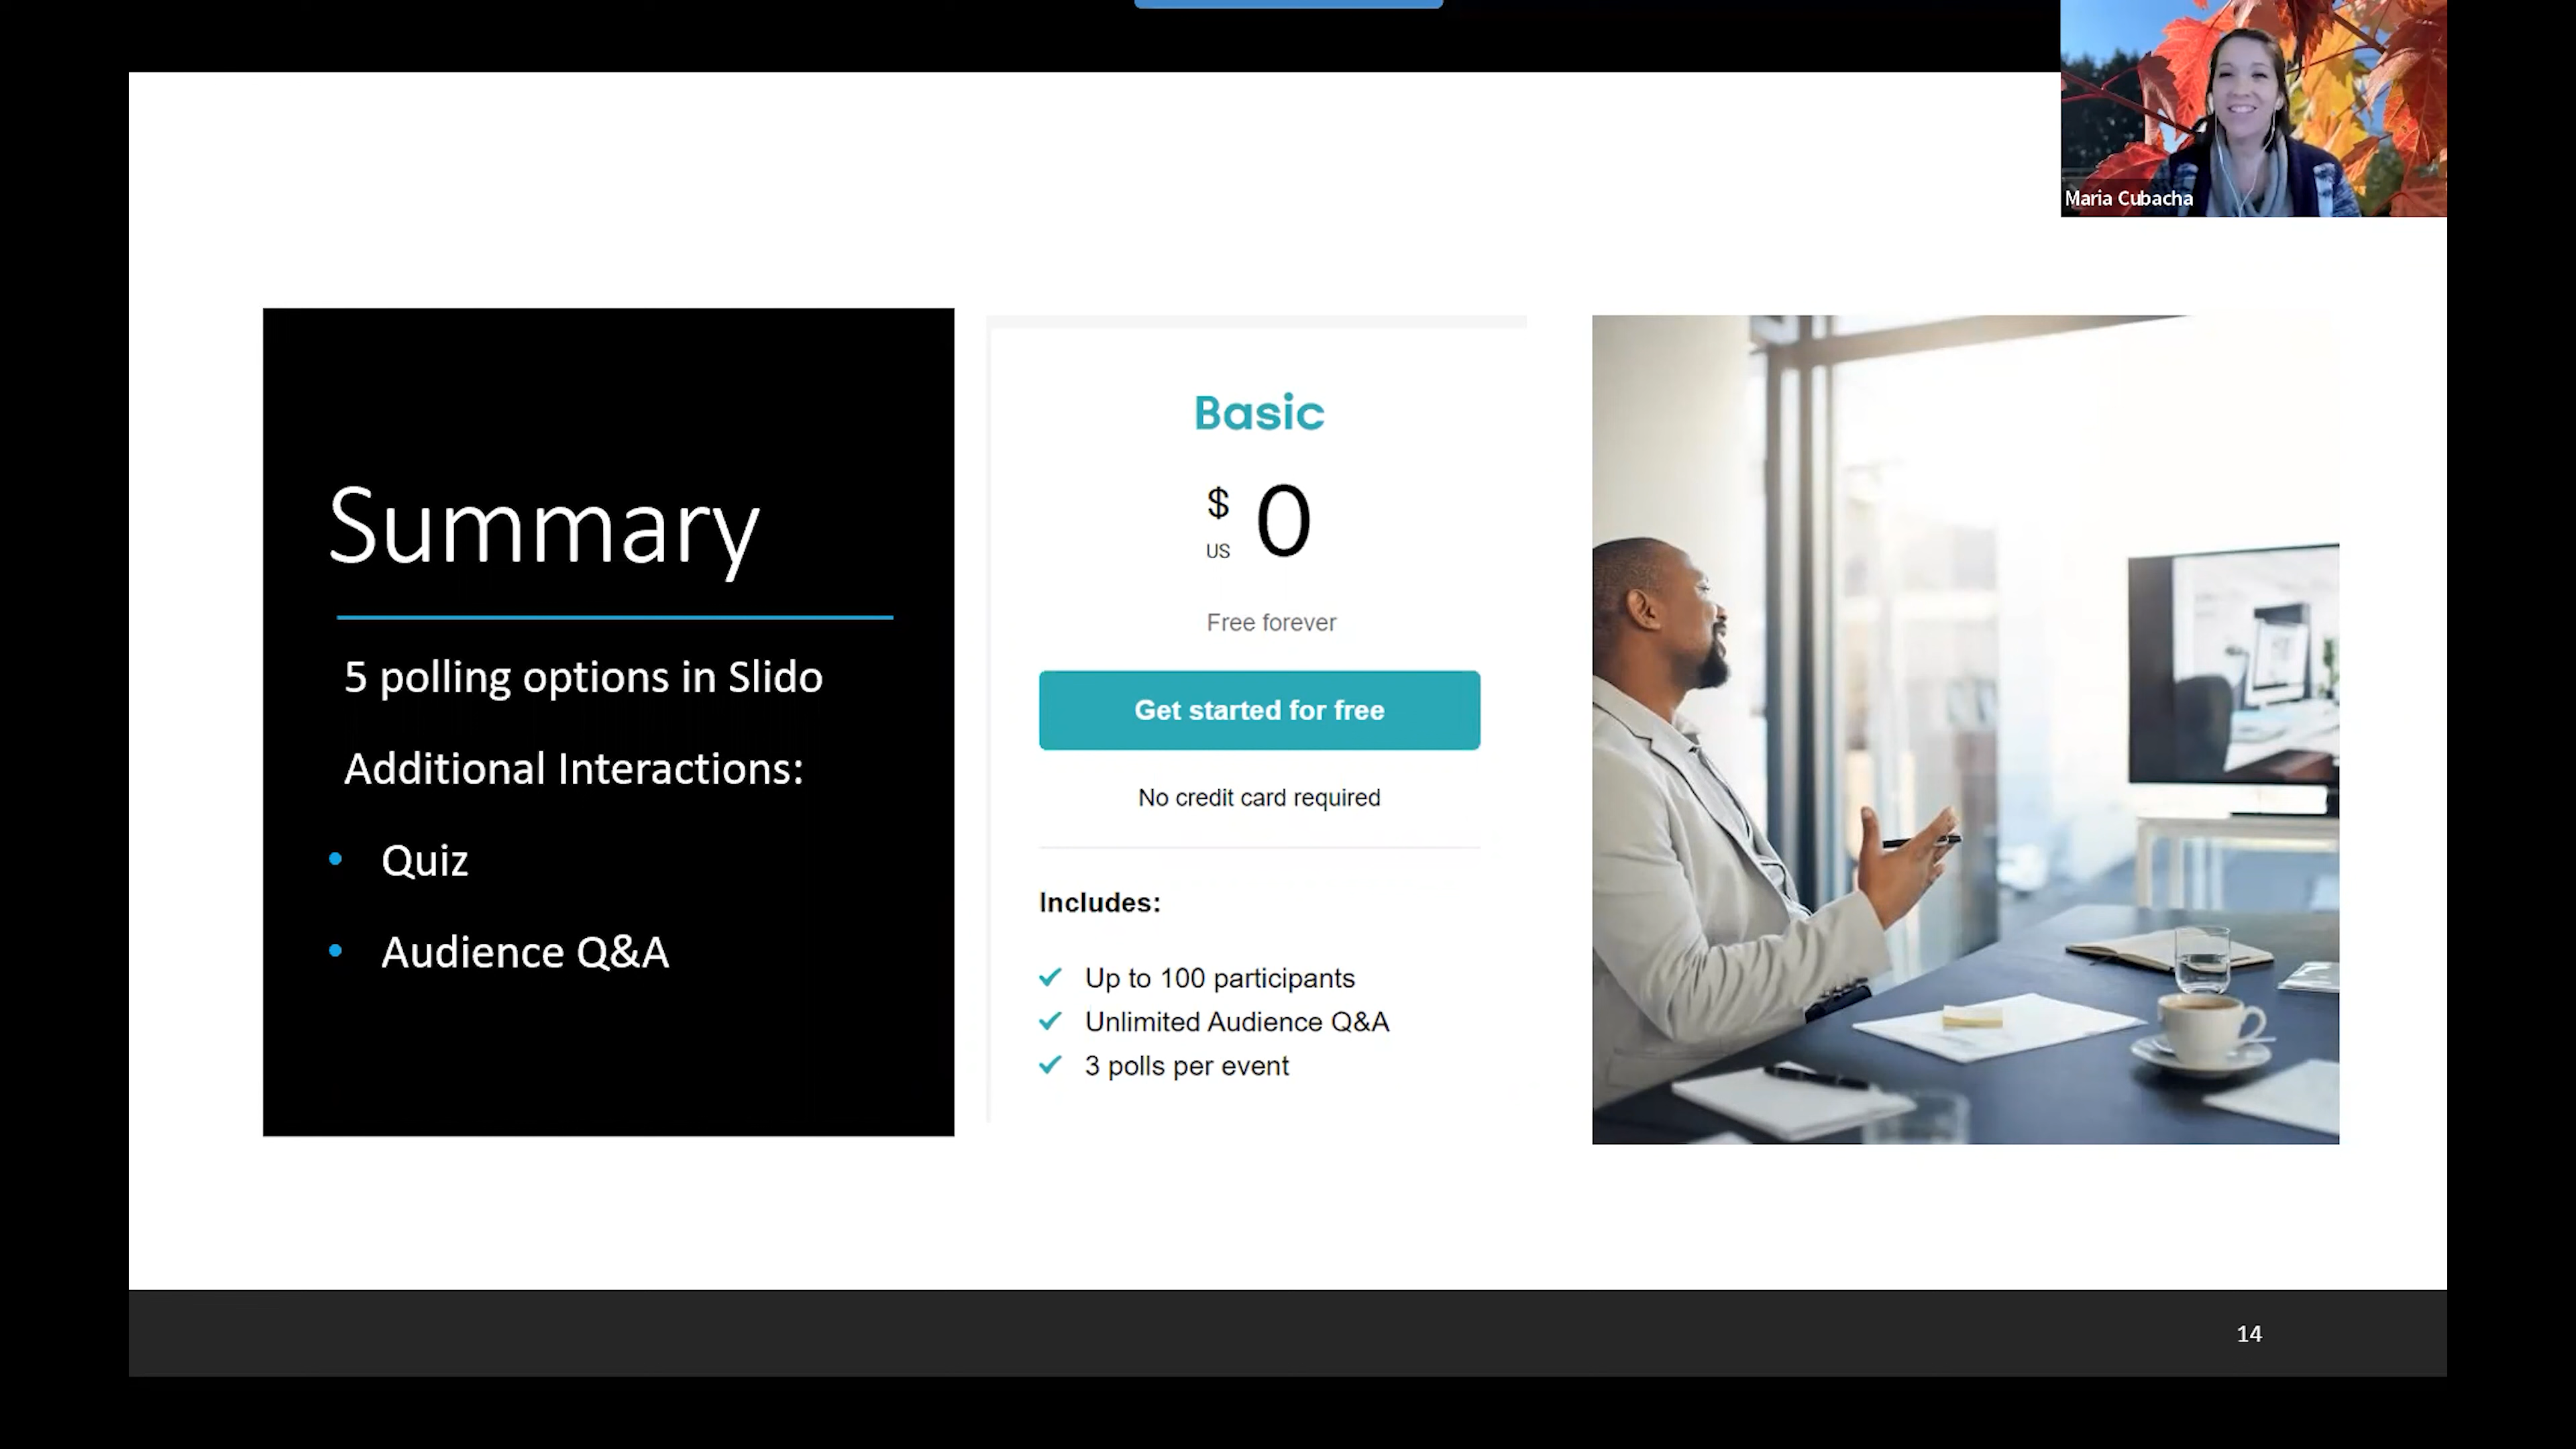 Maria Cubacha
Summary
5 polling options in Slido
Additional Interactions:
• Quiz
• Audience Q&A
Basic
$ 0
US
Free forever
Get started for free
No credit card required
Includes:
Up to 100 participants
Unlimited Audience Q&A
3 polls per event
14